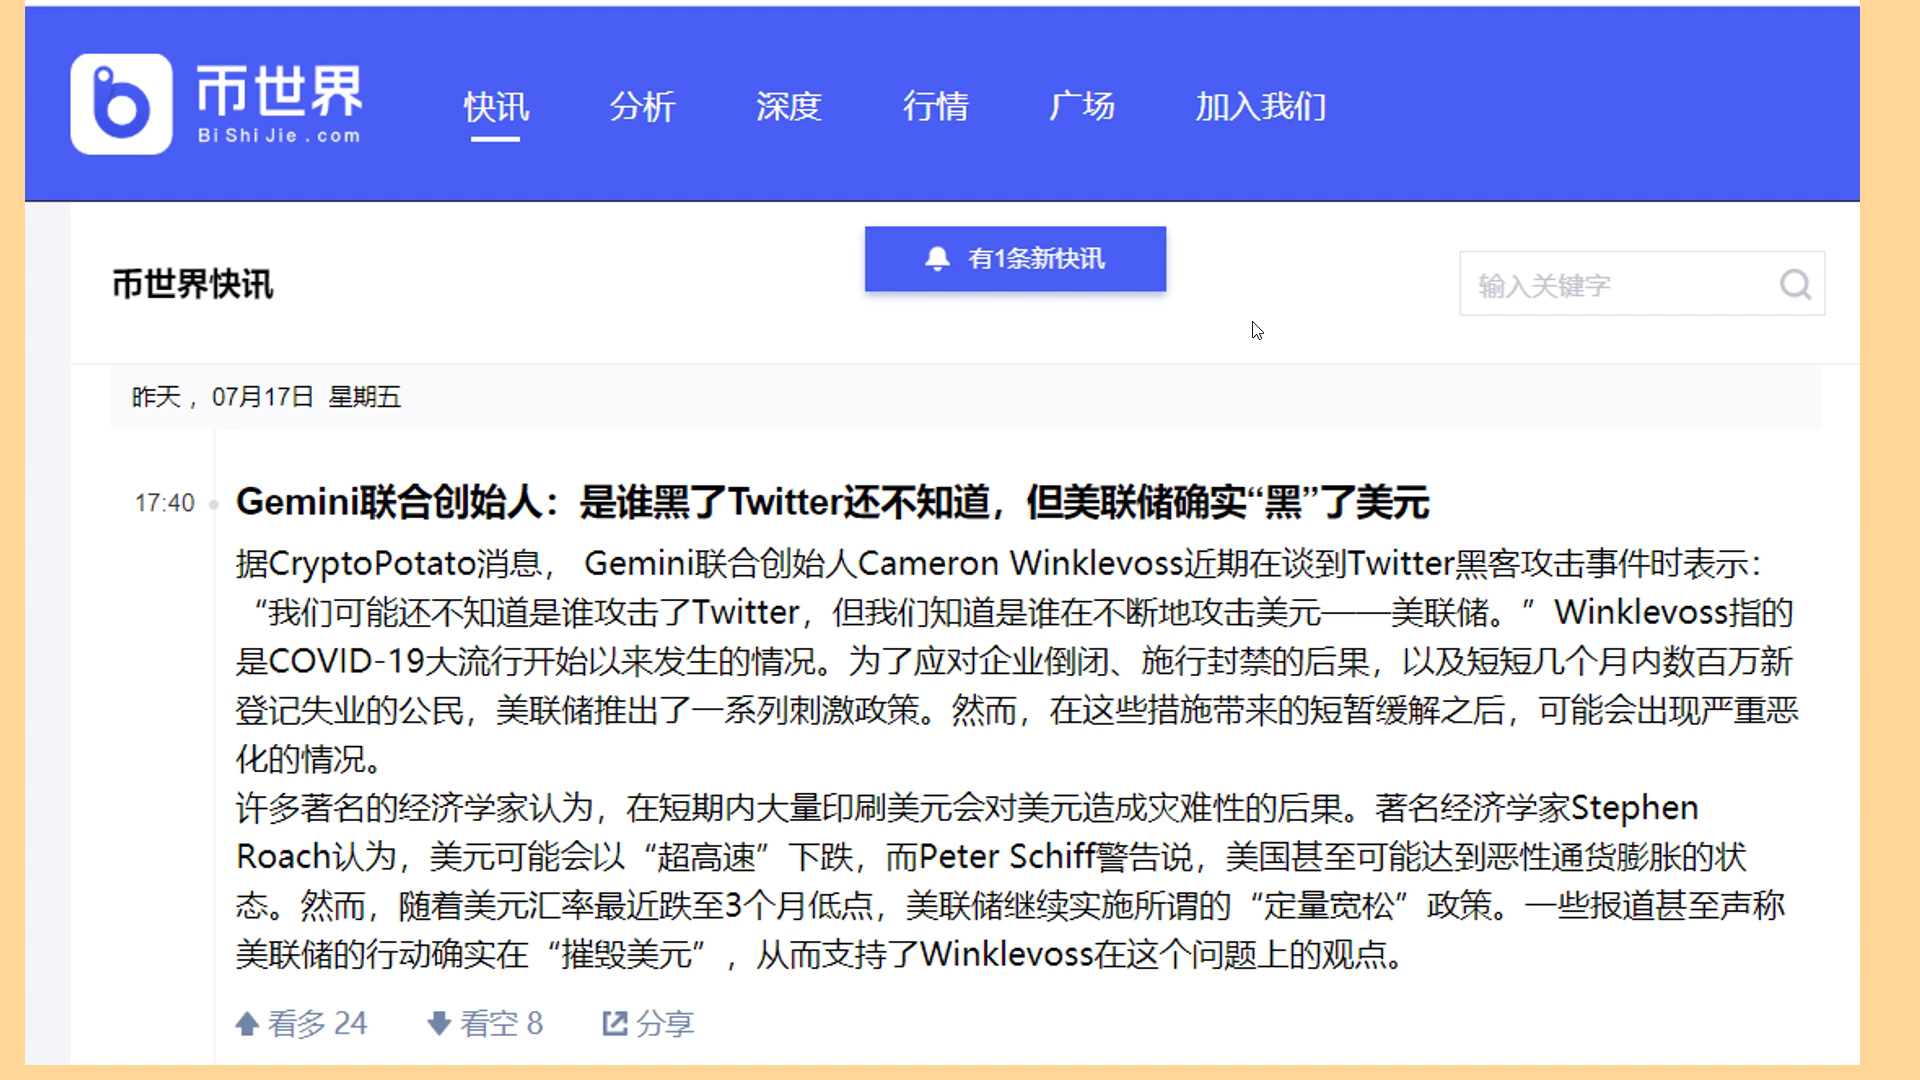 币世界
BiShiJie.com
快讯 分析 深度 行情 广场 加入我们
币世界快讯
有1条新快讯
输入关键字
昨天，07月17日 星期五
17:40
Gemini联合创始人：是谁黑了Twitter还不知道，但美联储确实“黑”了美元
据CryptoPotato消息， Gemini联合创始人Cameron Winklevoss近期在谈到Twitter黑客攻击事件时表示：
“我们可能还不知道是谁攻击了Twitter，但我们知道是谁在不断地攻击美元——美联储。”Winklevoss指的
是COVID-19大流行开始以来发生的情况。为了应对企业倒闭、施行封禁的后果，以及短短几个月内数百万新
登记失业的公民，美联储推出了一系列刺激政策。然而，在这些措施带来的短暂缓解之后，可能会出现严重恶
化的情况。
许多著名的经济学家认为，在短期内大量印刷美元会对美元造成灾难性的后果。著名经济学家Stephen
Roach认为，美元可能会以“超高速”下跌，而Peter Schiff警告说，美国甚至可能达到恶性通货膨胀的状
态。然而，随着美元汇率最近跌至3个月低点，美联储继续实施所谓的“定量宽松”政策。一些报道甚至声称
美联储的行动确实在“摧毁美元”，从而支持了Winklevoss在这个问题上的观点。
看多 24 看空 8 分享